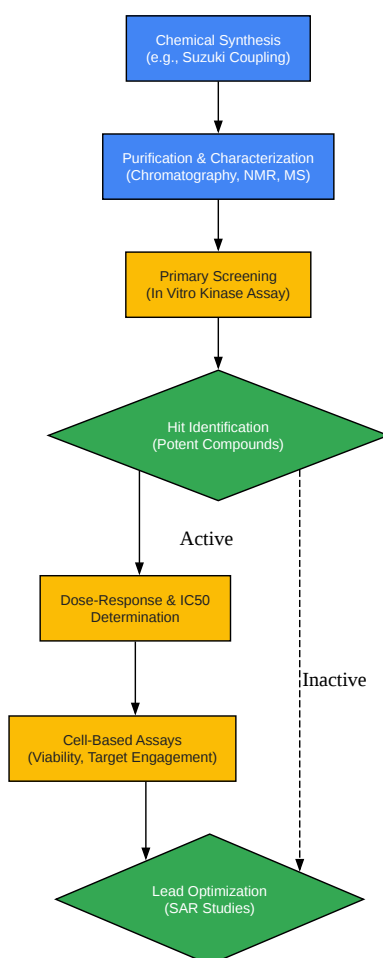 Chemical Synthesis
(e.g., Suzuki Coupling)
Purification & Characterization
(Chromatography, NMR, MS)
Primary Screening
(In Vitro Kinase Assay)
Hit Identification
(Potent Compounds)
Active
Dose-Response & IC50
Determination
Inactive
Cell-Based Assays
(Viability, Target Engagement)
Lead Optimization
(SAR Studies)